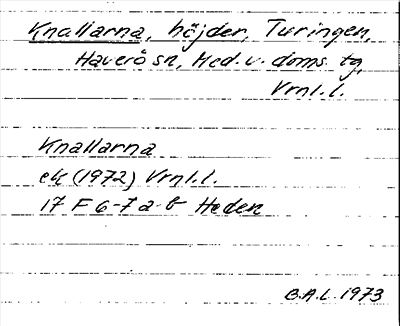 Knallarna, höjder, Turingen,
Haverö sn, Med. v. doms. tg,
Vrnl.l.
Knallarna
ek (1972) Vrnl.l.
17 F 6-7 a-b Heden
B.A.L. 1973